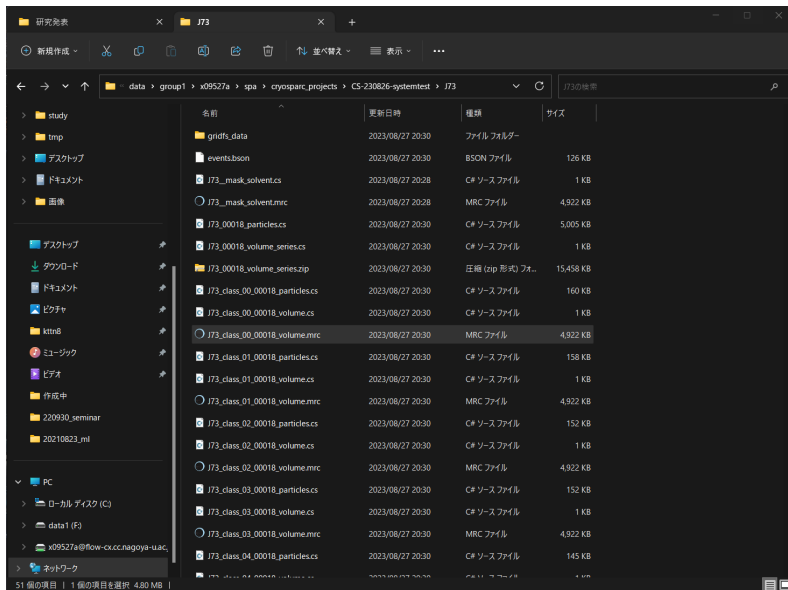 研究発表
J73
新規作成
並べ替え
表示
data › group1 › x09527a › spa › cryosparc_projects › CS-230826-systemtest › J73
J73の検索
study
tmp
デスクトップ
ドキュメント
画像
デスクトップ
ダウンロード
ドキュメント
ピクチャ
kttn8
ミュージック
ビデオ
作成中
220930_seminar
20210823_ml
PC
ローカル ディスク (C:)
data1 (F:)
x09527a@flow-cx.cc.nagoya-u.ac.
ネットワーク
名前 更新日時 種類 サイズ
gridfs_data 2023/08/27 20:30 ファイル フォルダー
events.bson 2023/08/27 20:30 BSON ファイル 126 KB
J73__mask_solvent.cs 2023/08/27 20:28 C# ソース ファイル 1 KB
J73__mask_solvent.mrc 2023/08/27 20:28 MRC ファイル 4,922 KB
J73_00018_particles.cs 2023/08/27 20:30 C# ソース ファイル 5,005 KB
J73_00018_volume_series.cs 2023/08/27 20:30 C# ソース ファイル 1 KB
J73_00018_volume_series.zip 2023/08/27 20:30 圧縮 (zip 形式) フォ... 15,458 KB
J73_class_00_00018_particles.cs 2023/08/27 20:30 C# ソース ファイル 160 KB
J73_class_00_00018_volume.cs 2023/08/27 20:30 C# ソース ファイル 1 KB
J73_class_00_00018_volume.mrc 2023/08/27 20:30 MRC ファイル 4,922 KB
J73_class_01_00018_particles.cs 2023/08/27 20:30 C# ソース ファイル 158 KB
J73_class_01_00018_volume.cs 2023/08/27 20:30 C# ソース ファイル 1 KB
J73_class_01_00018_volume.mrc 2023/08/27 20:30 MRC ファイル 4,922 KB
J73_class_02_00018_particles.cs 2023/08/27 20:30 C# ソース ファイル 152 KB
J73_class_02_00018_volume.cs 2023/08/27 20:30 C# ソース ファイル 1 KB
J73_class_02_00018_volume.mrc 2023/08/27 20:30 MRC ファイル 4,922 KB
J73_class_03_00018_particles.cs 2023/08/27 20:30 C# ソース ファイル 152 KB
J73_class_03_00018_volume.cs 2023/08/27 20:30 C# ソース ファイル 1 KB
J73_class_03_00018_volume.mrc 2023/08/27 20:30 MRC ファイル 4,922 KB
J73_class_04_00018_particles.cs 2023/08/27 20:30 C# ソース ファイル 145 KB
51 個の項目 | 1 個の項目を選択 4.80 MB |